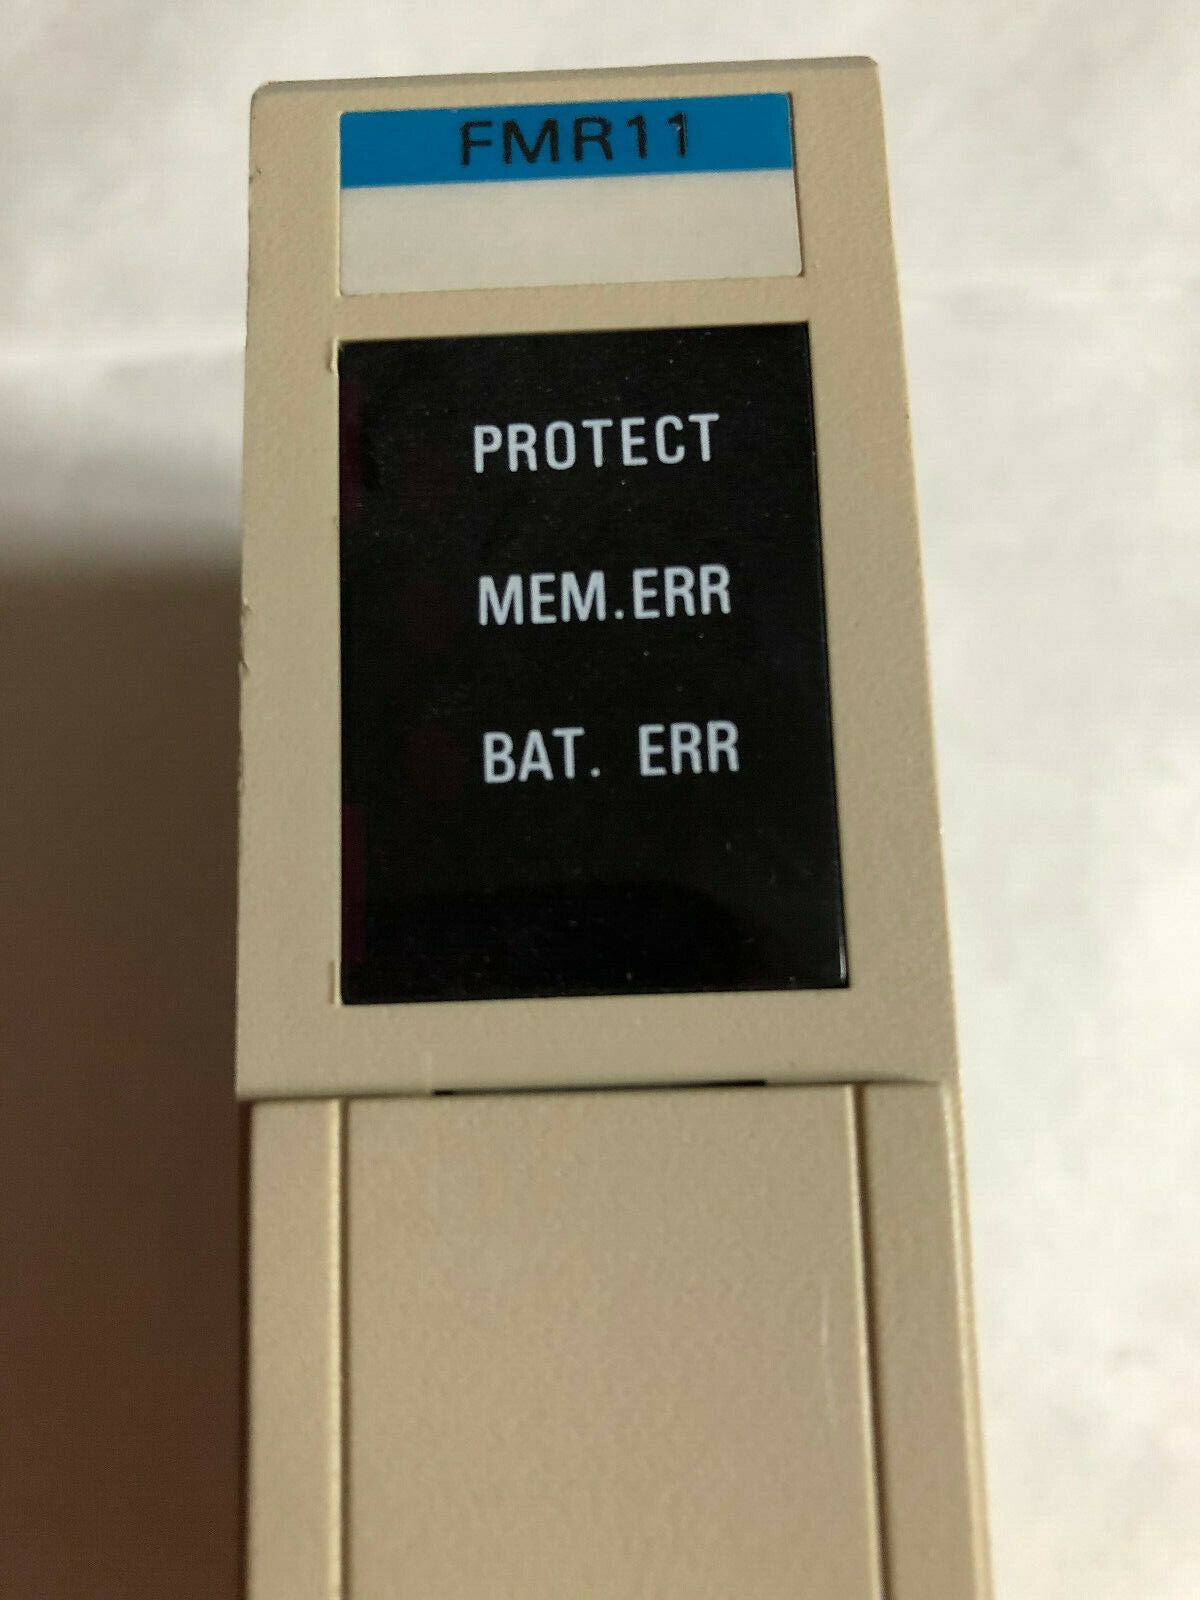 FMR11
PROTECT
MEM.ERR
BAT. ERR